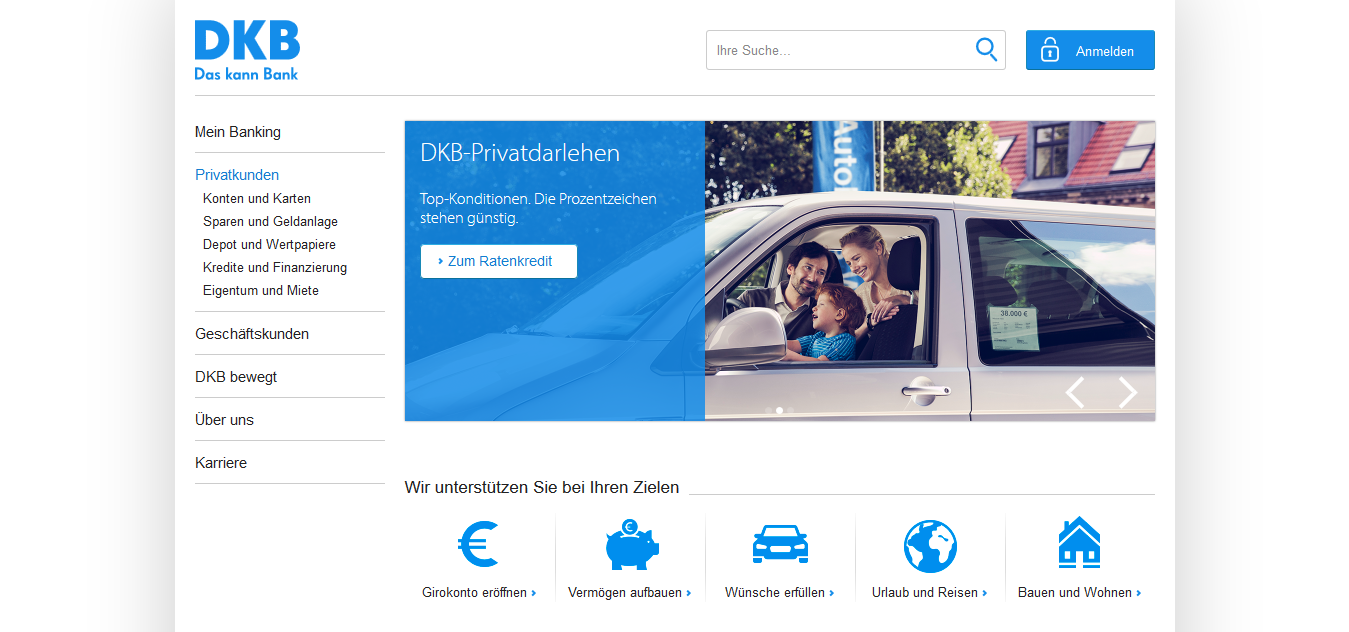 DKB
Das kann Bank
Ihre Suche...
Anmelden
Mein Banking
Privatkunden
Konten und Karten
Sparen und Geldanlage
Depot und Wertpapiere
Kredite und Finanzierung
Eigentum und Miete
Geschäftskunden
DKB bewegt
Über uns
Karriere
DKB-Privatdarlehen
Top-Konditionen. Die Prozentzeichen
stehen günstig.
Zum Ratenkredit
Auto
38.000 €
Wir unterstützen Sie bei Ihren Zielen
Girokonto eröffnen
Vermögen aufbauen
Wünsche erfüllen
Urlaub und Reisen
Bauen und Wohnen